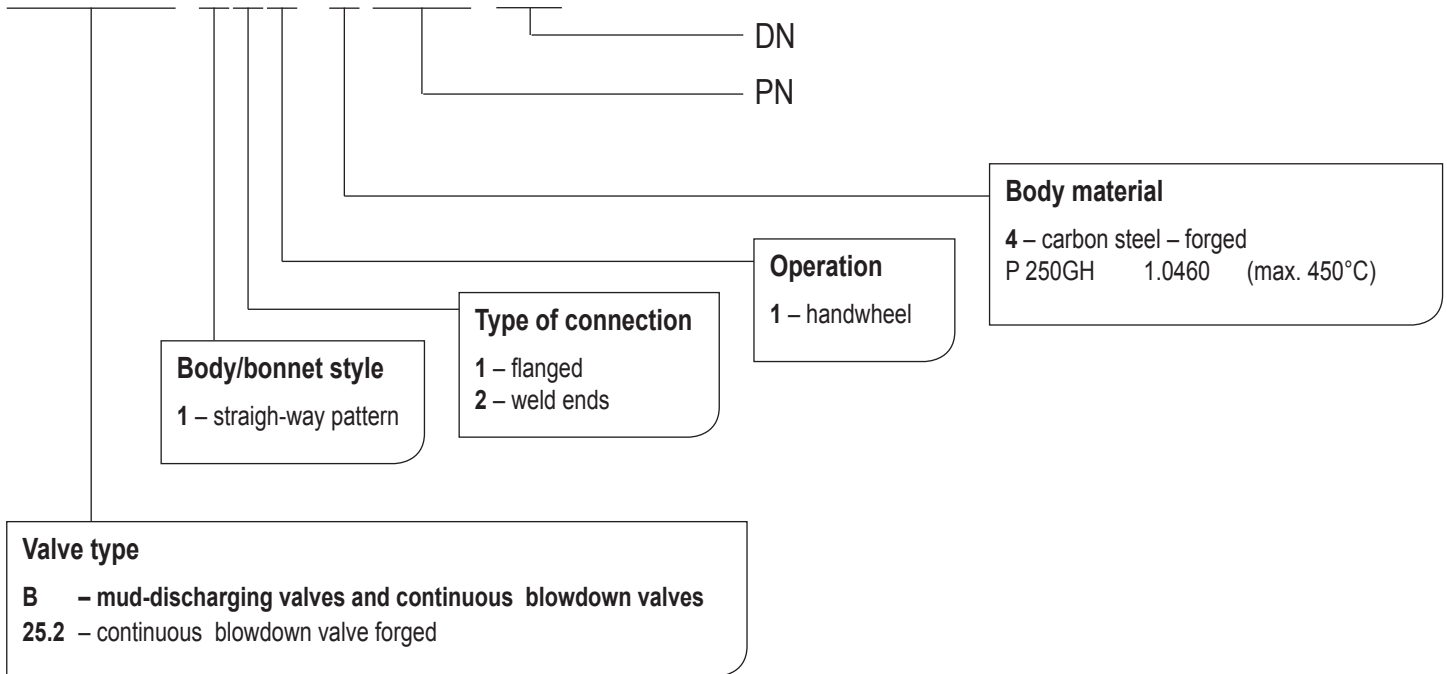 DN
PN
Body material
4 – carbon steel – forged
P 250GH 1.0460 (max. 450°C)
Operation
1 – handwheel
Type of connection
1 – flanged
2 – weld ends
Body/bonnet style
1 – straigh-way pattern
Valve type
B – mud-discharging valves and continuous blowdown valves
25.2 – continuous blowdown valve forged